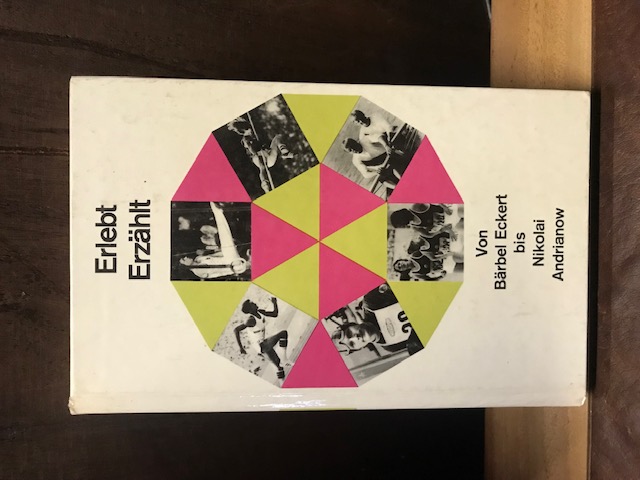 Erlebt
Erzählt
Von
Bärbel Eckert
bis
Nikolai
Andrianow